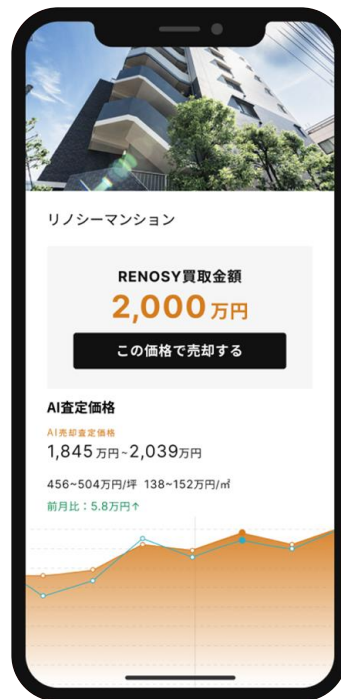 リノシーマンション
RENOSY買取金額
2,000万円
この価格で売却する
AI査定価格
AI売却査定価格
1,845万円~2,039万円
456~504万円/坪 138~152万円/㎡
前月比：5.8万円↑